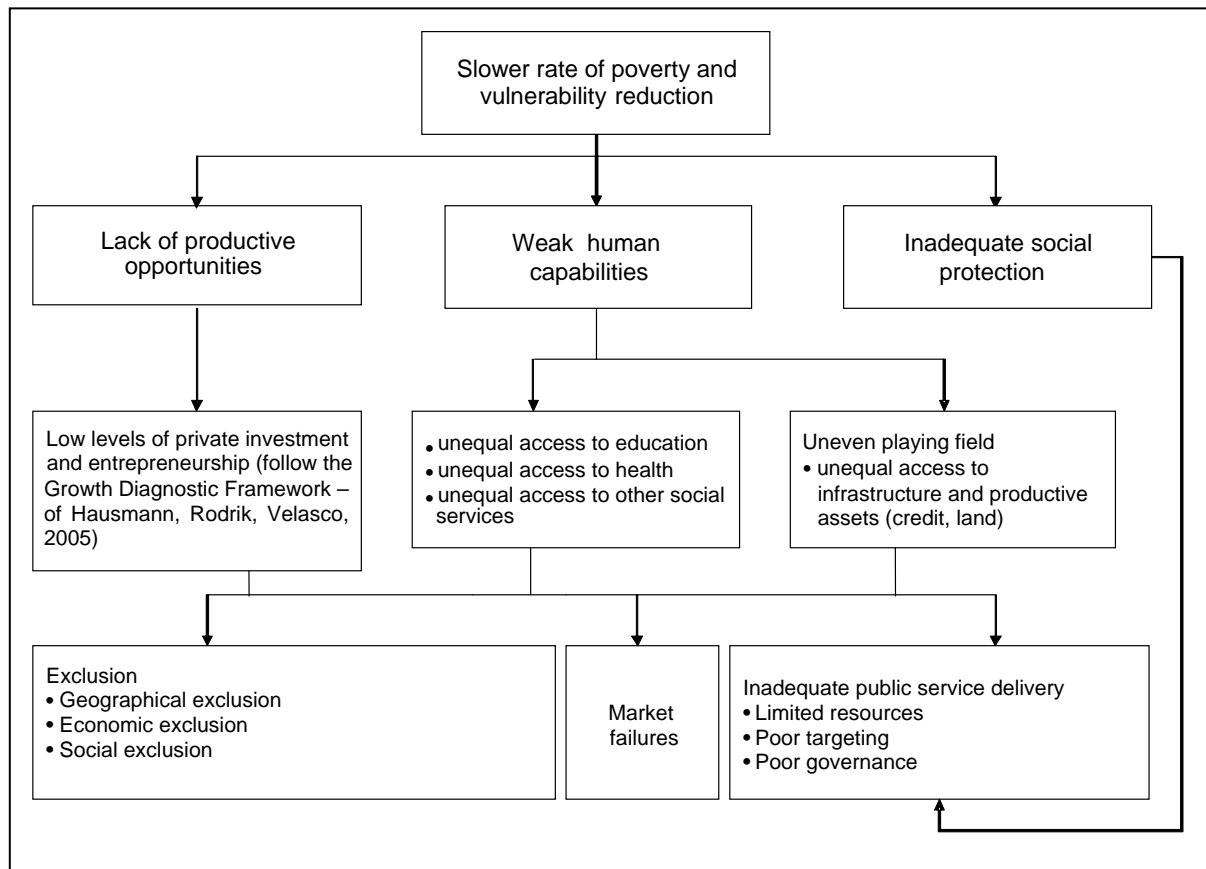 Slower rate of poverty and
vulnerability reduction
Lack of productive
opportunities
Weak human
capabilities
Inadequate social
protection
Low levels of private investment
and entrepreneurship (follow the
Growth Diagnostic Framework –
of Hausmann, Rodrik, Velasco,
2005)
• unequal access to education
• unequal access to health
• unequal access to other social
services
Uneven playing field
• unequal access to
infrastructure and productive
assets (credit, land)
Exclusion
• Geographical exclusion
• Economic exclusion
• Social exclusion
Market
failures
Inadequate public service delivery
• Limited resources
• Poor targeting
• Poor governance